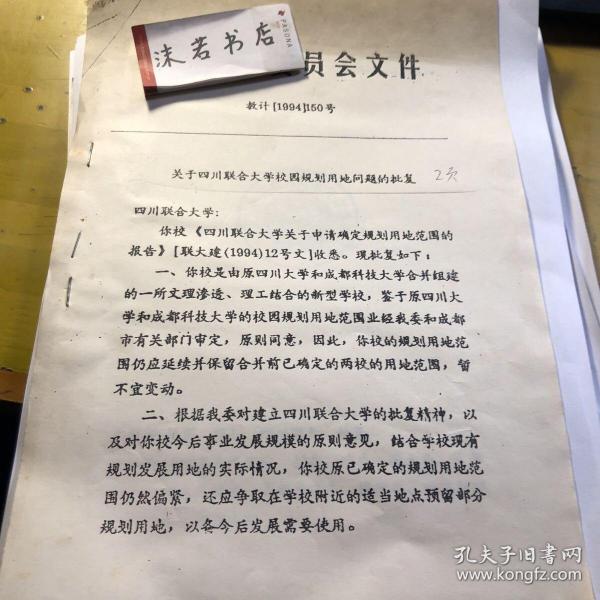 沫若书店
PASONA
员会文件
教计[1994]150号
关于四川联合大学校园规划用地问题的批复
2页
四川联合大学:
你校《四川联合大学关于申请确定规划用地范围的
报告》[联大建(1994)12号文]收悉。现批复如下:
一、你校是由原四川大学和成都科技大学合并组建
的一所文理渗透、理工结合的新型学校，鉴于原四川大
学和成都科技大学的校园规划用地范围业经我委和成都
市有关部门审定，原则同意，因此，你校的规划用地范
围仍应延续并保留合并前已确定的两校的用地范围，暂
不宜变动。
二、根据我委对建立四川联合大学的批复精神，以
及对你校今后事业发展规模的原则意见，结合学校现有
规划发展用地的实际情况，你校原已确定的规划用地范
围仍然偏紧，还应争取在学校附近的适当地点预留部分
规划用地，以备今后发展需要使用。
孔夫子旧书网
www.kongfz.com